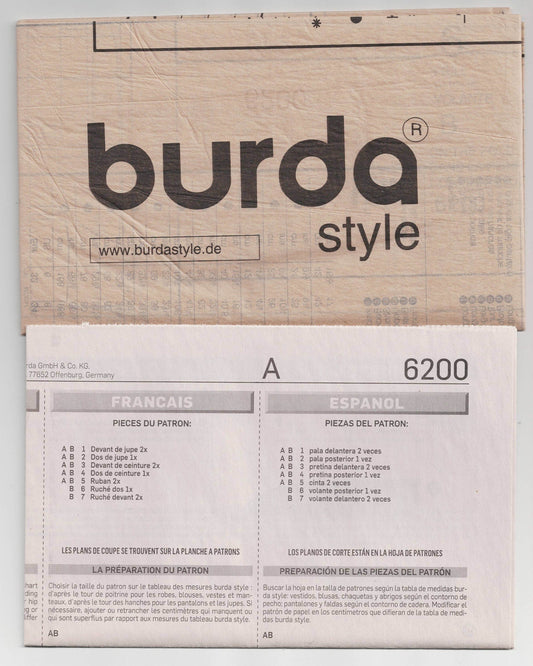 burda
®
style
www.burdastyle.de
rda GmbH & Co. KG.
77652 Offenburg, Germany
A
6200
FRANCAIS
PIECES DU PATRON:
A B 1 Devant de jupe 2x
A B 2 Dos de jupe 1x
A B 3 Devant de ceinture 2x
A B 4 Dos de ceinture 1x
A B 5 Ruban 2x
B 6 Ruché dos 1x
B 7 Ruché devant 2x
LES PLANS DE COUPE SE TROUVENT SUR LA PLANCHE A PATRONS
LA PRÉPARATION DU PATRON
Choisir la taille du patron sur le tableau des mesures burda style :
d'après le tour de poitrine pour les robes, blouses, vestes et man-
teaux, d'après le tour des hanches pour les pantalons et les jupes. Si
nécessaire, ajouter ou retrancher les centimètres qui manquent ou
qui sont superflus par rapport aux mesures du tableau burda style.
AB
ESPANOL
PIEZAS DEL PATRON:
A B 1 pala delantera 2 veces
A B 2 pala posterior 1 vez
A B 3 pretina delantera 2 veces
A B 4 pretina posterior 1 vez
A B 5 cinta 2 veces
B 6 volante posterior 1 vez
B 7 volante delantero 2 veces
LOS PLANOS DE CORTE ESTÁN EN LA HOJA DE PATRONES
PREPARACIÓN DE LAS PIEZAS DEL PATRÓN
Buscar la hoja en la talla de patrones según la tabla de medidas bur-
da style: vestidos, blusas, chaquetas y abrigos según el contorno de
pecho; pantalones y faldas según el contorno de cadera. Modificar el
patrón de papel en los centímetros que difieran de la tabla de medi-
das burda style.
AB
hart
ding
hip
g or
iffer